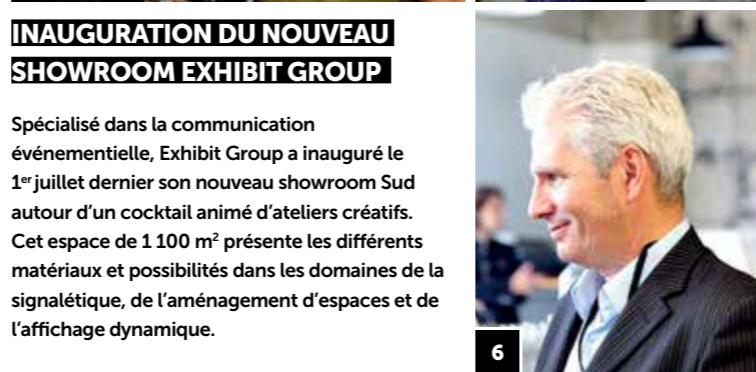 INAUGURATION DU NOUVEAU
SHOWROOM EXHIBIT GROUP
Spécialisé dans la communication
événementielle, Exhibit Group a inauguré le
1er juillet dernier son nouveau showroom Sud
autour d’un cocktail animé d’ateliers créatifs.
Cet espace de 1 100 m² présente les différents
matériaux et possibilités dans les domaines de la
signalétique, de l’aménagement d’espaces et de
l’affichage dynamique.
6